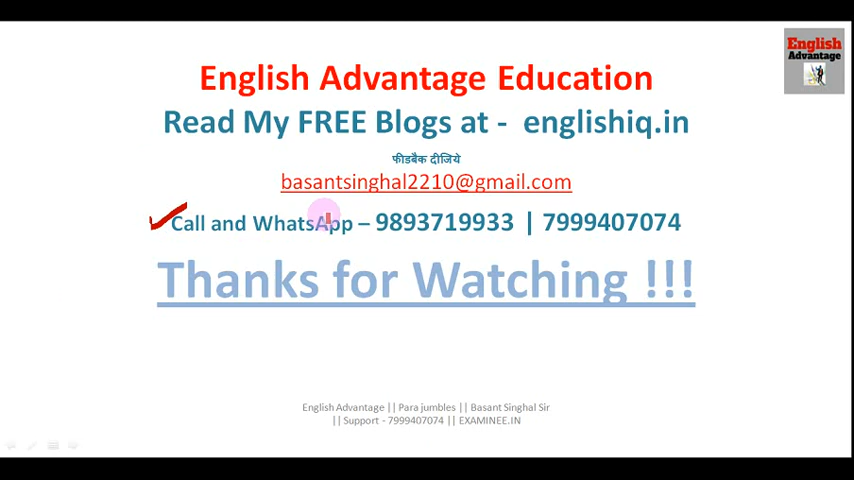 English
Advantage
English Advantage Education
Read My FREE Blogs at - englishiq.in
फीडबैक दीजिये
basantsinghal2210@gmail.com
Call and WhatsApp – 9893719933 | 7999407074
Thanks for Watching !!!
English Advantage || Para jumbles || Basant Singhal Sir
|| Support - 7999407074 || EXAMINEE.IN